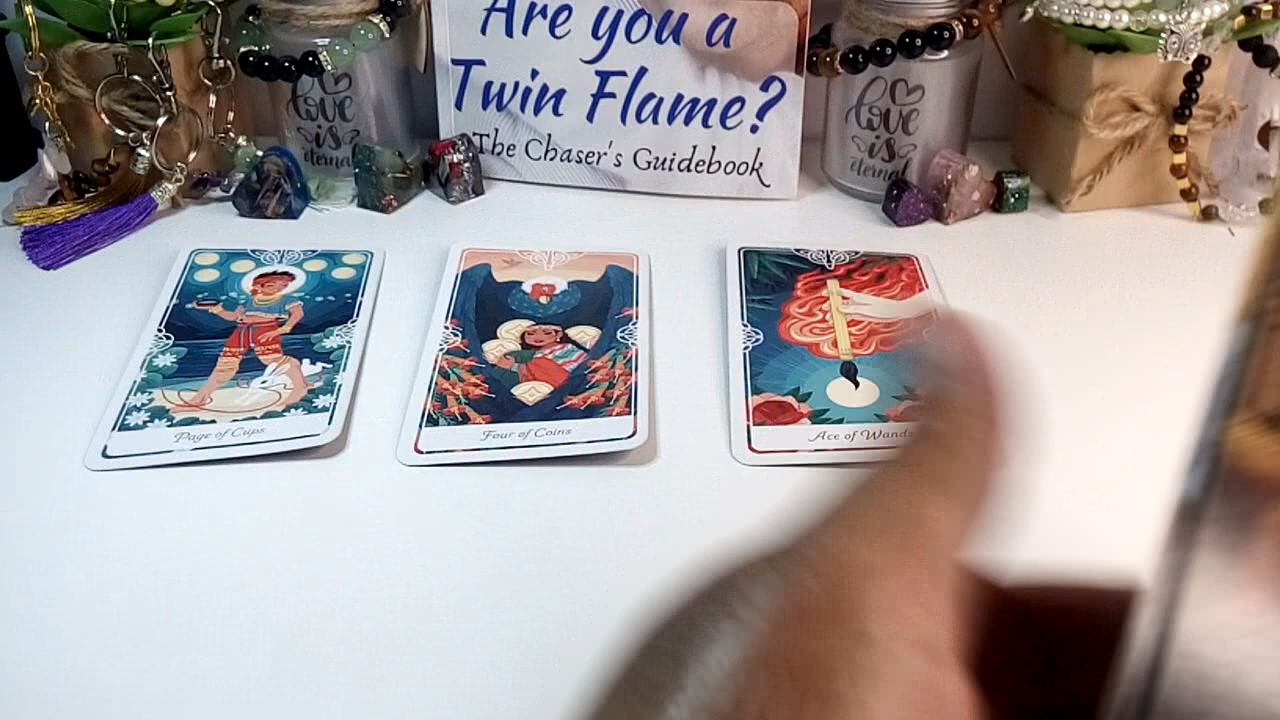 Are you a
Twin Flame?
The Chaser's Guidebook
love
is
eternal
love
is
eternal
Page of Cups
Four of Coins
Ace of Wands